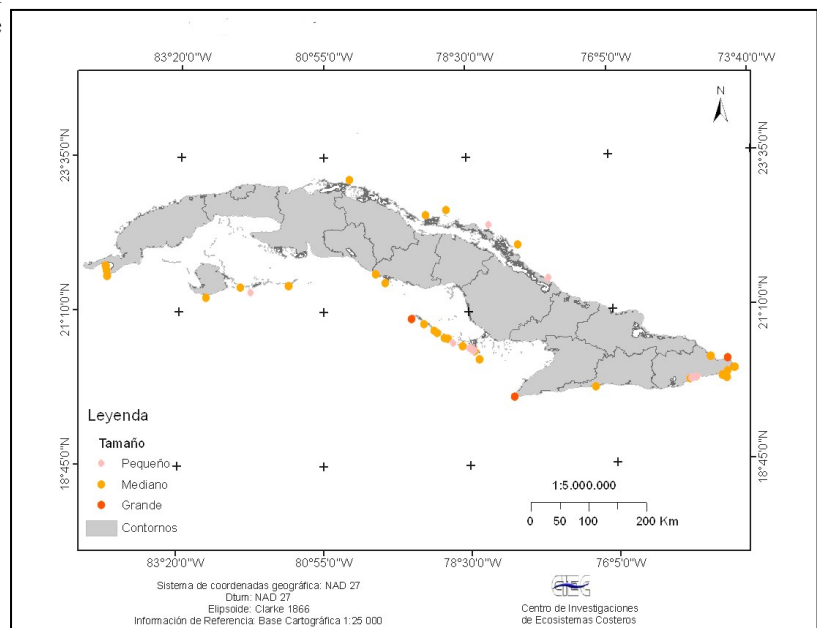 83°20'0"W 80°55'0"W 78°30'0"W 76°5'0"W 73°40'0"W
N
23°35'0"N 23°35'0"N
21°10'0"N 21°10'0"N
18°45'0"N 18°45'0"N
Leyenda
Tamaño
Pequeño
Mediano
Grande
Contornos
1:5.000.000
0 50 100 200 Km
83°20'0"W 80°55'0"W 78°30'0"W 76°5'0"W
Sistema de coordenadas geográfica: NAD 27
Dtum: NAD 27
Elipsoide: Clarke 1866
Información de Referencia: Base Cartográfica 1:25 000
CIEC
Centro de Investigaciones
de Ecosistemas Costeros